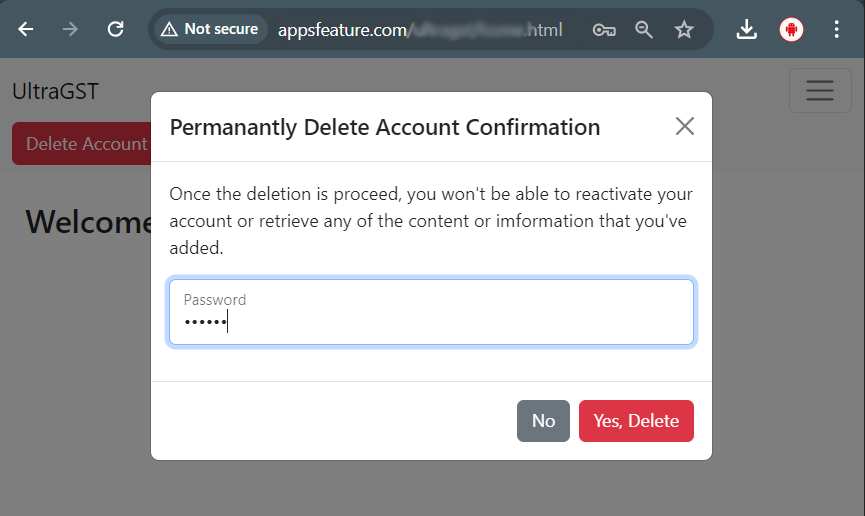 Not secure
appsfeature.com/
html
UltraGST
Delete Account
Welcome
Permanantly Delete Account Confirmation
Once the deletion is proceed, you won't be able to reactivate your
account or retrieve any of the content or imformation that you've
added.
Password
••••••
No
Yes, Delete